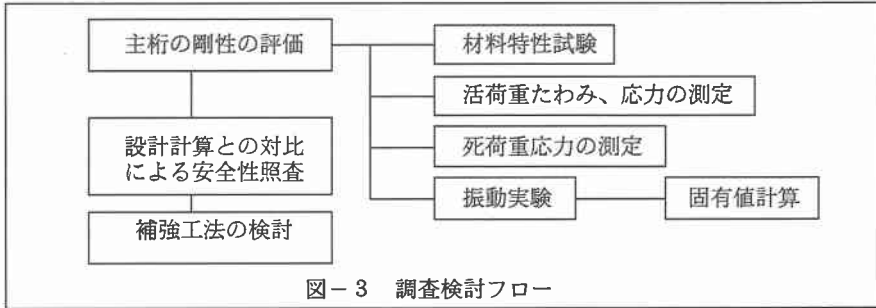 主桁の剛性の評価
材料特性試験
活荷重たわみ、応力の測定
設計計算との対比
による安全性照査
死荷重応力の測定
振動実験
固有値計算
補強工法の検討
図－3　調査検討フロー